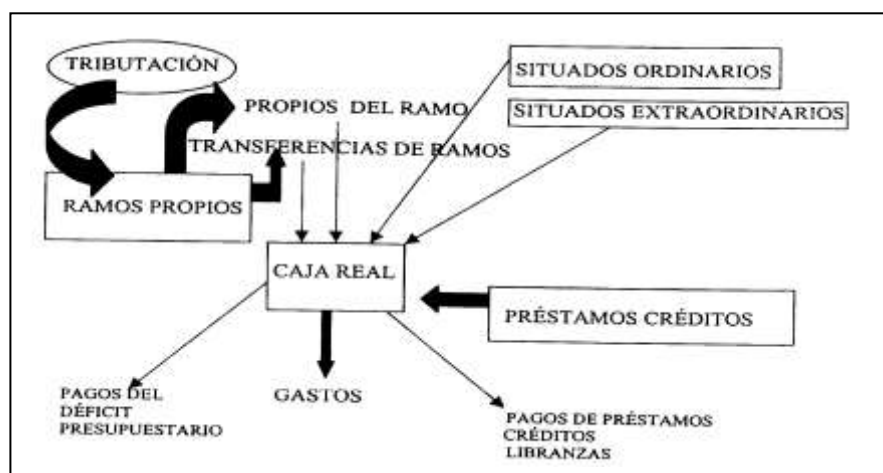 TRIBUTACIÓN
SITUADOS ORDINARIOS
PROPIOS DEL RAMO
SITUADOS EXTRAORDINARIOS
TRANSFERENCIAS DE RAMOS
RAMOS PROPIOS
CAJA REAL
PRÉSTAMOS CRÉDITOS
PAGOS DEL
DÉFICIT
PRESUPUESTARIO
GASTOS
PAGOS DE PRÉSTAMOS
CRÉDITOS
LIBRANZAS